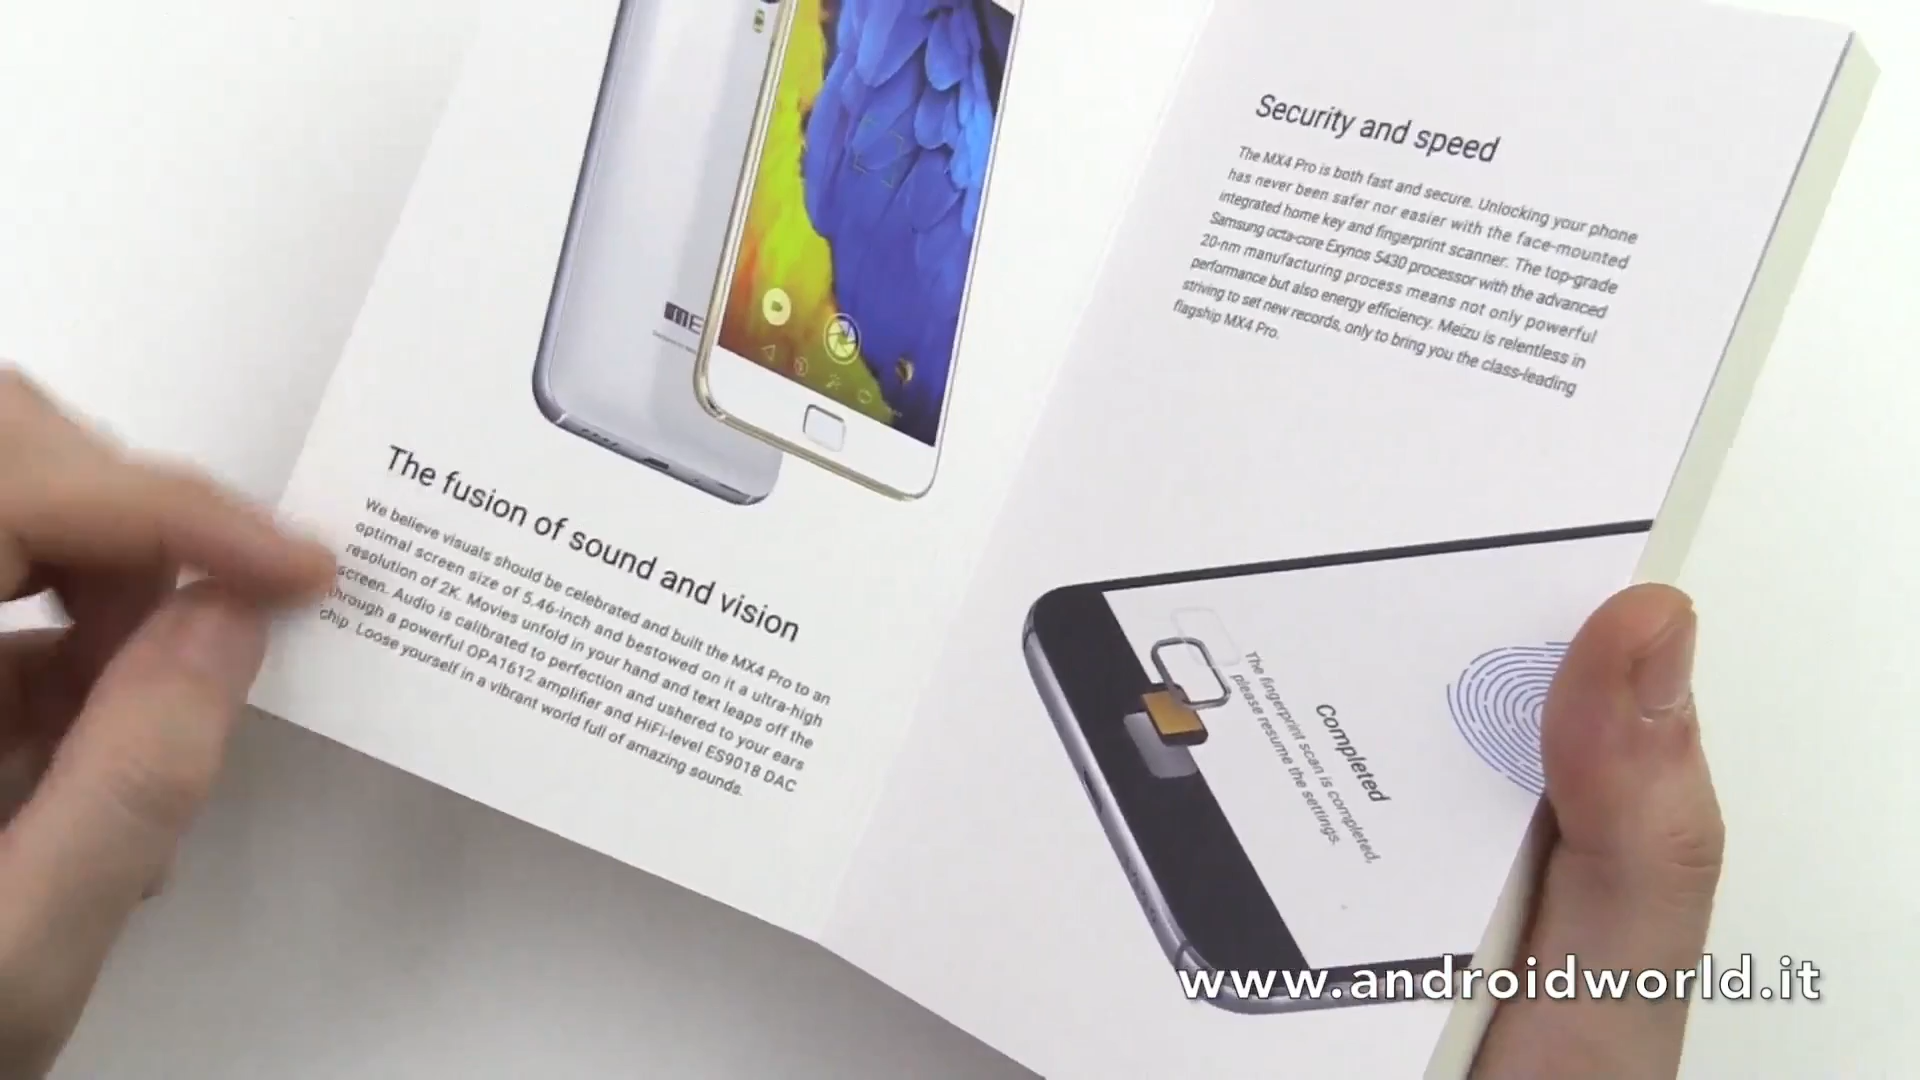 The fusion of sound and vision
We believe visuals should be celebrated and built the MX4 Pro to an
optimal screen size of 5.46-inch and bestowed on it a ultra-high
resolution of 2K. Movies unfold in your hand and text leaps off the
screen. Audio is calibrated to perfection and ushered to your ears
through a powerful OPA1612 amplifier and HiFi-level ES9018 DAC
chip. Loose yourself in a vibrant world full of amazing sounds.
Security and speed
The MX4 Pro is both fast and secure. Unlocking your phone
has never been safer nor easier with the face-mounted
integrated home key and fingerprint scanner. The top-grade
Samsung octa-core Exynos 5430 processor with the advanced
20-nm manufacturing process means not only powerful
performance but also energy efficiency. Meizu is relentless in
striving to set new records, only to bring you the class-leading
flagship MX4 Pro.
Completed
The fingerprint scan is completed,
please resume the settings.
www.androidworld.it